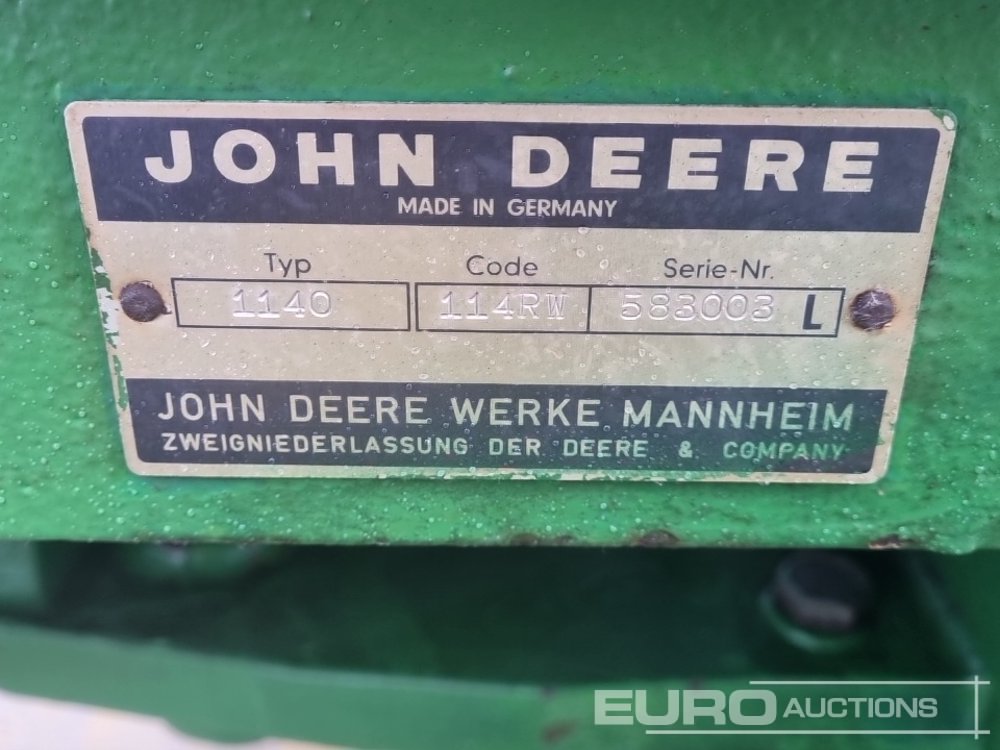 JOHN DEERE
MADE IN GERMANY
Typ Code Serie-Nr.
1140 114RW 583003 L
JOHN DEERE WERKE MANNHEIM
ZWEIGNIEDERLASSUNG DER DEERE & COMPANY
EURO AUCTIONS